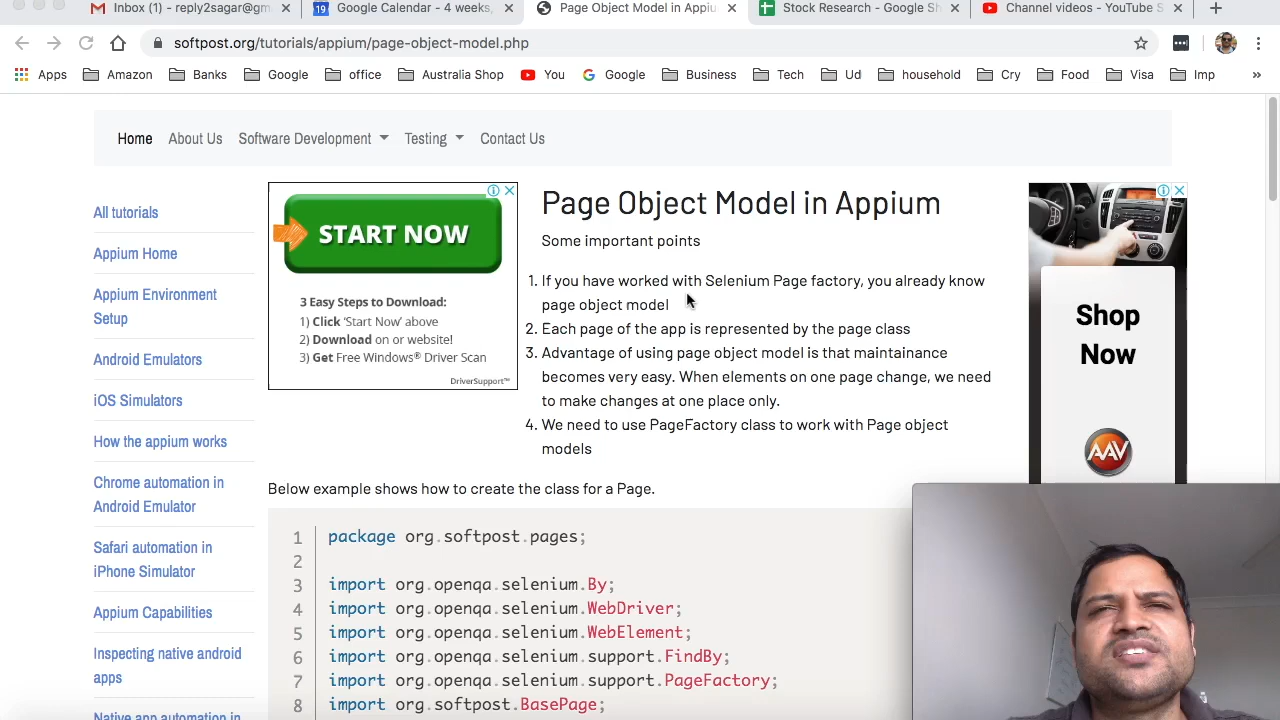 Inbox (1) - reply2sagar@gm
Google Calendar - 4 weeks,
Page Object Model in Appiu
Stock Research - Google Sh
Channel videos - YouTube S
softpost.org/tutorials/appium/page-object-model.php
Apps
Amazon
Banks
Google
office
Australia Shop
You
Google
Business
Tech
Ud
household
Cry
Food
Visa
Imp
»
Home
About Us
Software Development
Testing
Contact Us
All tutorials
Appium Home
Appium Environment
Setup
Android Emulators
iOS Simulators
How the appium works
Chrome automation in
Android Emulator
Safari automation in
iPhone Simulator
Appium Capabilities
Inspecting native android
apps
Native app automation in
START NOW
3 Easy Steps to Download:
1) Click 'Start Now' above
2) Download on or website!
3) Get Free Windows® Driver Scan
DriverSupport™
Page Object Model in Appium
Some important points
1. If you have worked with Selenium Page factory, you already know
page object model
2. Each page of the app is represented by the page class
3. Advantage of using page object model is that maintainance
becomes very easy. When elements on one page change, we need
to make changes at one place only.
4. We need to use PageFactory class to work with Page object
models
Below example shows how to create the class for a Page.
1 package org.softpost.pages;
2
3 import org.openqa.selenium.By;
4 import org.openqa.selenium.WebDriver;
5 import org.openqa.selenium.WebElement;
6 import org.openqa.selenium.support.FindBy;
7 import org.openqa.selenium.support.PageFactory;
8 import org.softpost.BasePage;
Shop
Now
AAV